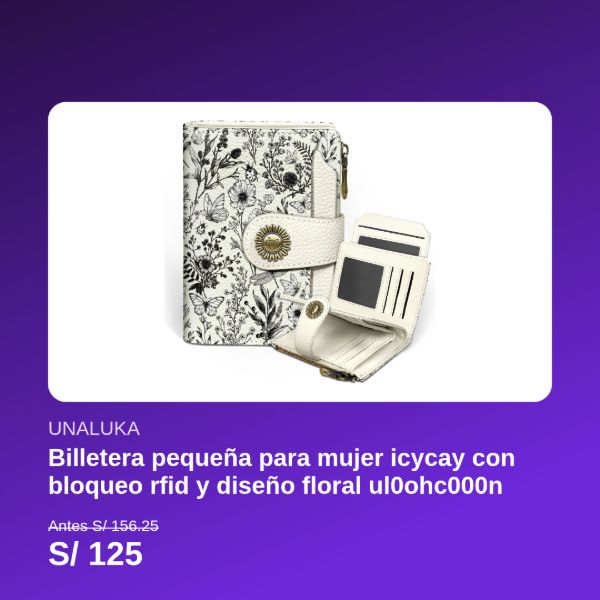 UNALUKA
Billetera pequeña para mujer icycay con
bloqueo rfid y diseño floral ul0ohc000n
Antes S/ 156.25
S/ 125